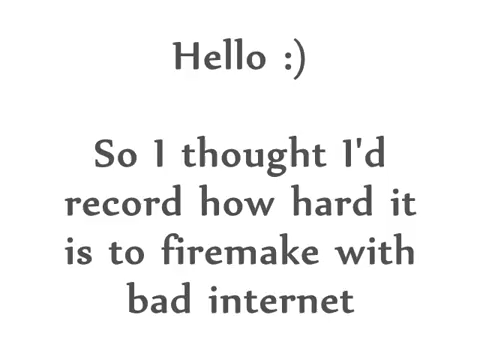 Hello :)
So I thought I'd
record how hard it
is to firemake with
bad internet